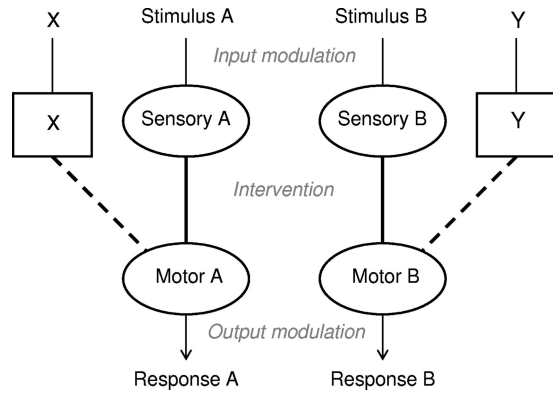 X Stimulus A Stimulus B Y
Input modulation
X Sensory A Sensory B Y
Intervention
Motor A Motor B
Output modulation
Response A Response B